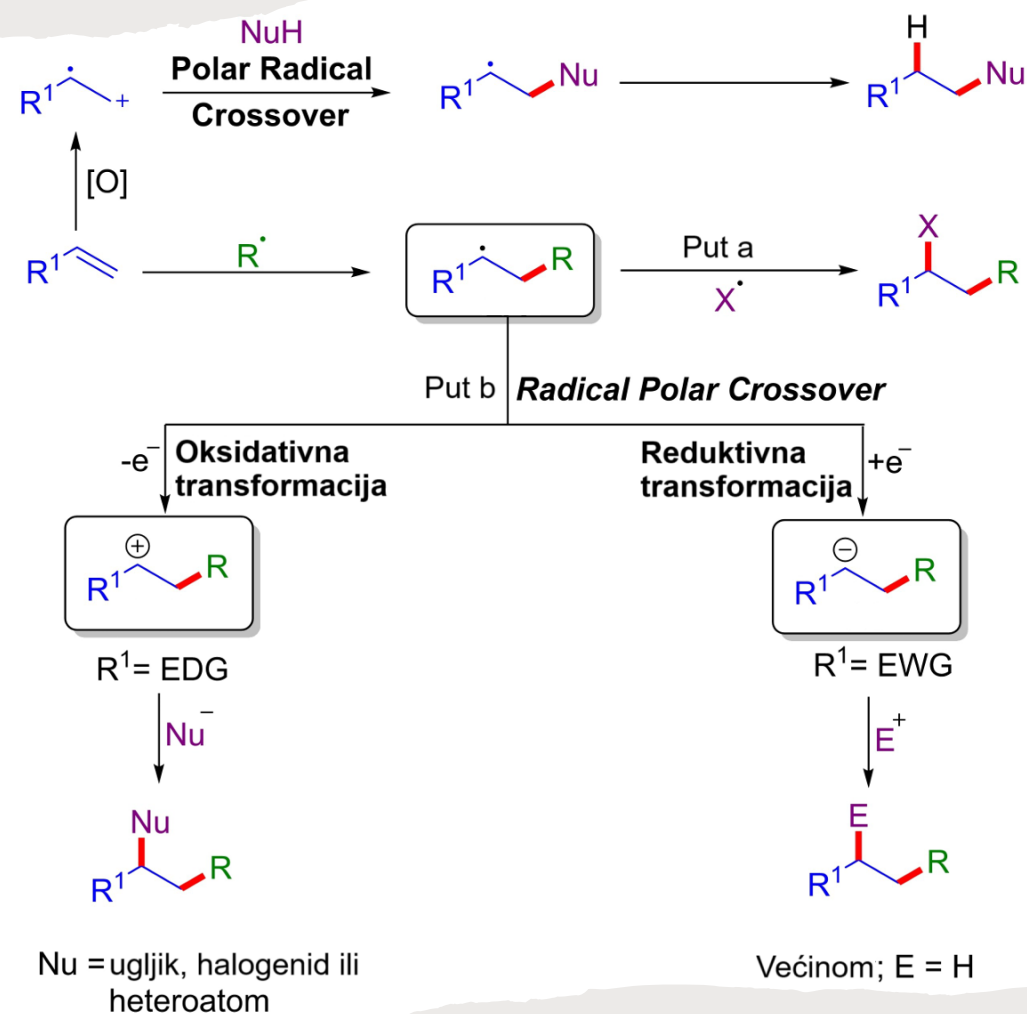 NuH
Polar Radical
Crossover
R¹ +
R¹ Nu
H
R¹ Nu
[O]
R¹
R•
R¹ R
Put a
X•
X
R¹ R
Put b Radical Polar Crossover
-e⁻ Oksidativna
transformacija
Reduktivna
transformacija +e⁻
⊕
R¹ R
⊖
R¹ R
R¹= EDG
R¹= EWG
Nu⁻
E⁺
Nu
R¹ R
E
R¹ R
Nu = ugljik, halogenid ili
heteroatom
Većinom; E = H